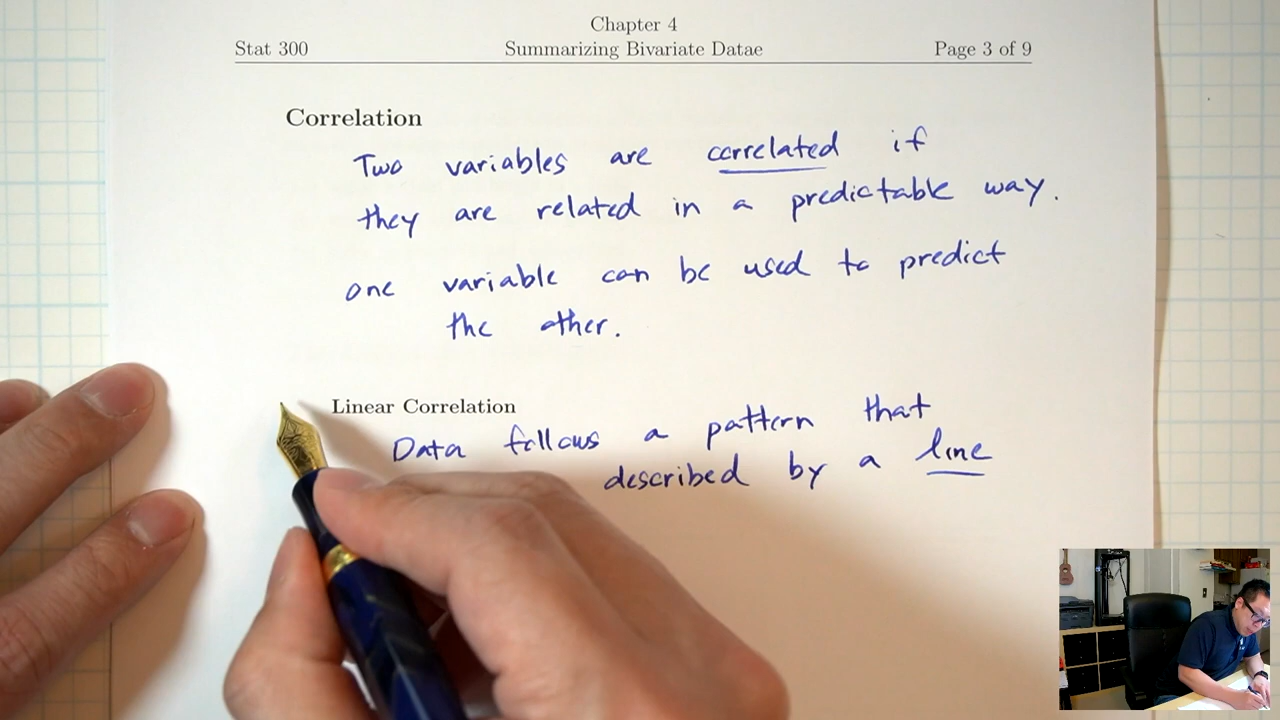 Chapter 4
Stat 300
Summarizing Bivariate Datae
Page 3 of 9
Correlation
Two variables are correlated if
they are related in a predictable way.
one variable can be used to predict
the other.
Linear Correlation
Data follows a pattern that
described by a line